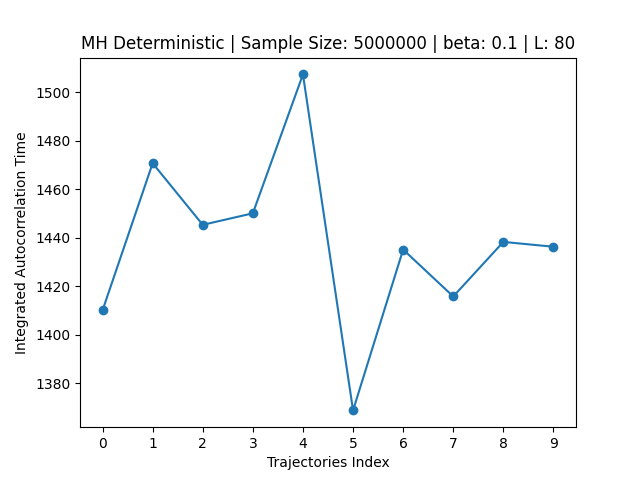 MH Deterministic | Sample Size: 5000000 | beta: 0.1 | L: 80
Integrated Autocorrelation Time
1500
1480
1460
1440
1420
1400
1380
0 1 2 3 4 5 6 7 8 9
Trajectories Index